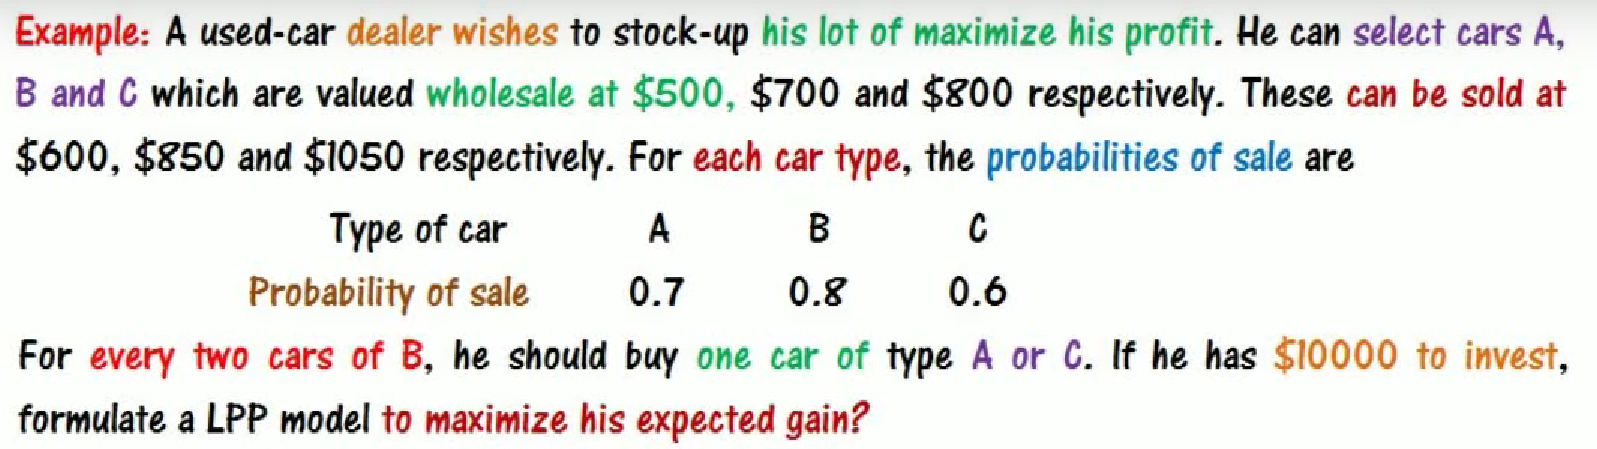 Example: A used-car dealer wishes to stock-up his lot of maximize his profit. He can select cars A,
B and C which are valued wholesale at $500, $700 and $800 respectively. These can be sold at
$600, $850 and $1050 respectively. For each car type, the probabilities of sale are
Type of car A B C
Probability of sale 0.7 0.8 0.6
For every two cars of B, he should buy one car of type A or C. If he has $10000 to invest,
formulate a LPP model to maximize his expected gain?